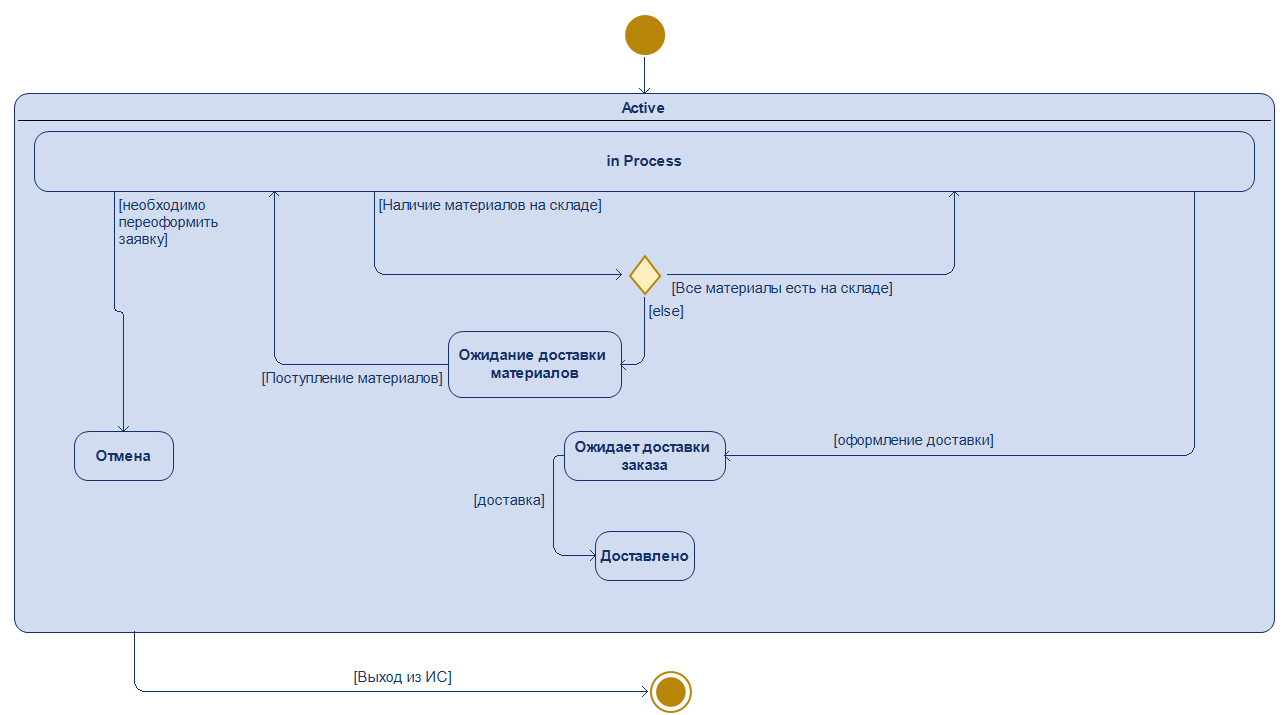 Active
in Process
[необходимо
переоформить
заявку]
[Наличие материалов на складе]
[Все материалы есть на складе]
[else]
Ожидание доставки
материалов
[Поступление материалов]
Отмена
Ожидает доставки
заказа
[оформление доставки]
[доставка]
Доставлено
[Выход из ИС]